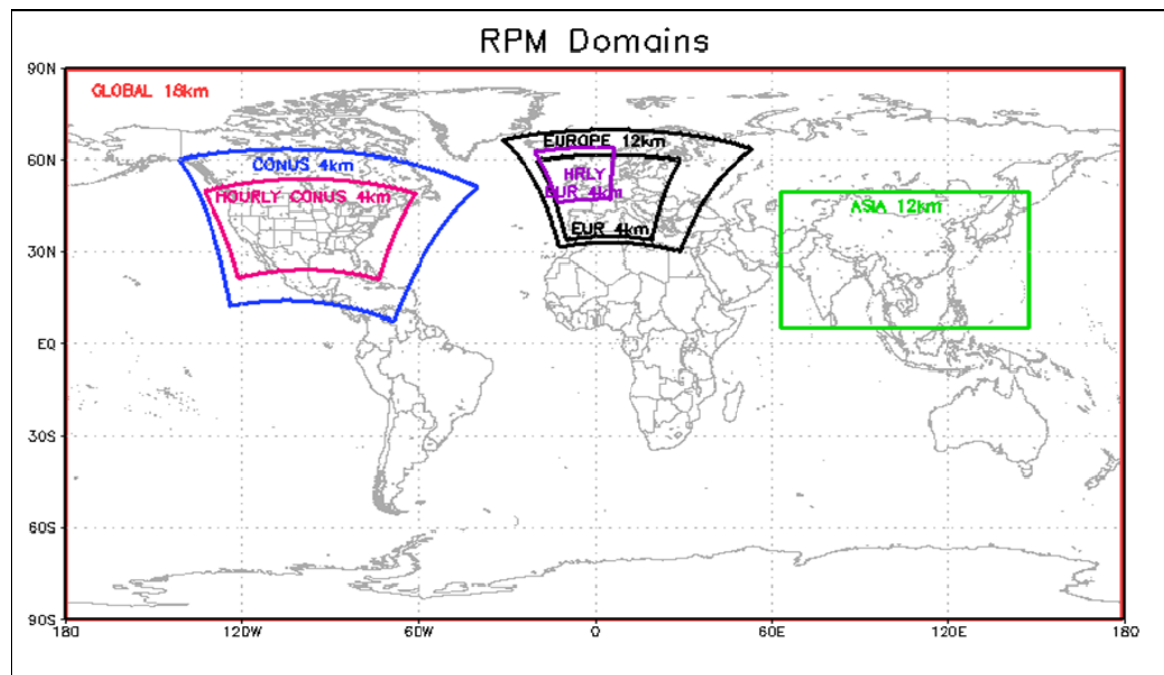 RPM Domains
90N
GLOBAL 18km
60N
CONUS 4km
HOURLY CONUS 4km
EUROPE 12km
HRLY
EUR 4km
EUR 4km
ASIA 12km
30N
EQ
30S
60S
90S
180 120W 60W 0 60E 120E 180